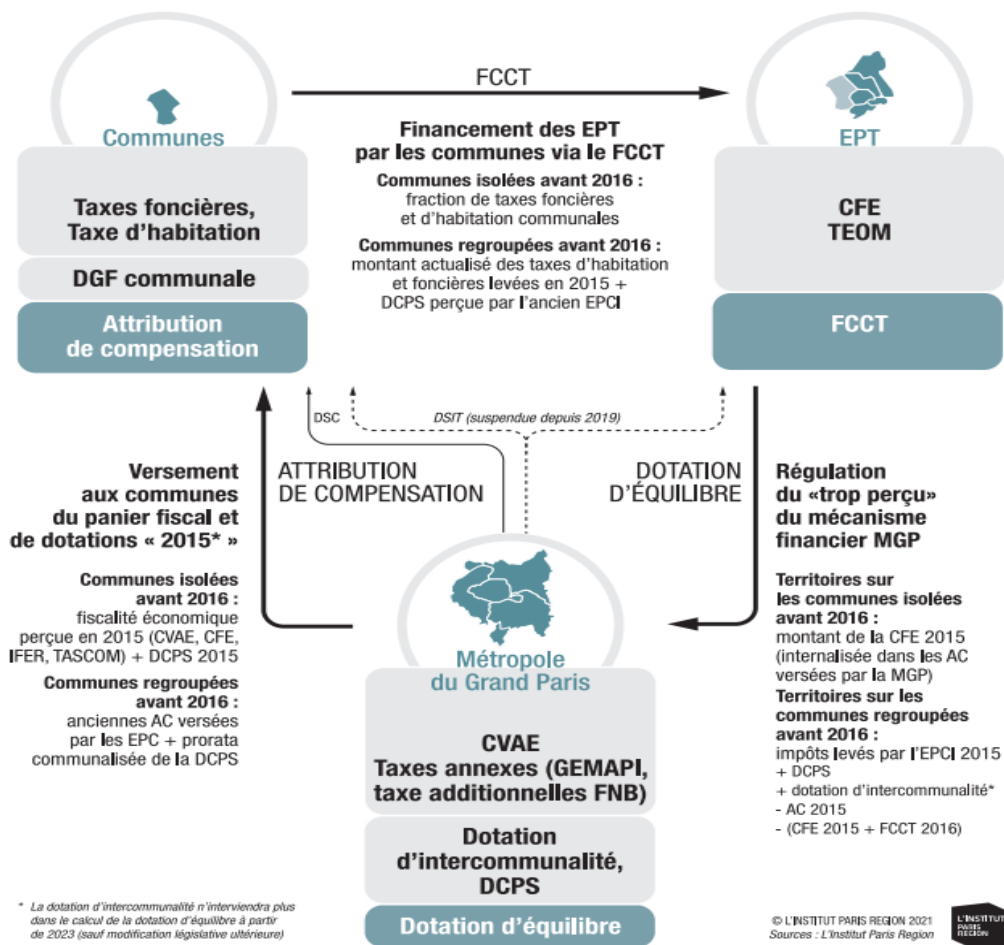 FCCT
Communes
Taxes foncières,
Taxe d'habitation
DGF communale
Attribution
de compensation
Financement des EPT
par les communes via le FCCT
Communes isolées avant 2016 :
fraction de taxes foncières
et d'habitation communales
Communes regroupées avant 2016 :
montant actualisé des taxes d'habitation
et foncières levées en 2015 +
DCPS perçue par l'ancien EPCI
EPT
CFE
TEOM
FCCT
DSC
DSIT (suspendue depuis 2019)
Versement
aux communes
du panier fiscal et
de dotations « 2015* »
Communes isolées
avant 2016 :
fiscalité économique
perçue en 2015 (CVAE, CFE,
IFER, TASCOM) + DCPS 2015
Communes regroupées
avant 2016 :
anciennes AC versées
par les EPC + prorata
communalisée de la DCPS
ATTRIBUTION
DE COMPENSATION
DOTATION
D'ÉQUILIBRE
Régulation
du «trop perçu»
du mécanisme
financier MGP
Territoires sur
les communes isolées
avant 2016 :
montant de la CFE 2015
(internalisée dans les AC
versées par la MGP)
Territoires sur les
communes regroupées
avant 2016 :
impôts levés par l'EPCI 2015
+ DCPS
+ dotation d'intercommunalité*
- AC 2015
- (CFE 2015 + FCCT 2016)
Métropole
du Grand Paris
CVAE
Taxes annexes (GEMAPI,
taxe additionnelles FNB)
Dotation
d'intercommunalité,
DCPS
Dotation d'équilibre
* La dotation d'intercommunalité n'interviendra plus
dans le calcul de la dotation d'équilibre à partir
de 2023 (sauf modification législative ultérieure)
© L'INSTITUT PARIS REGION 2021
Sources : L'Institut Paris Region
L'INSTITUT
PARIS
REGION